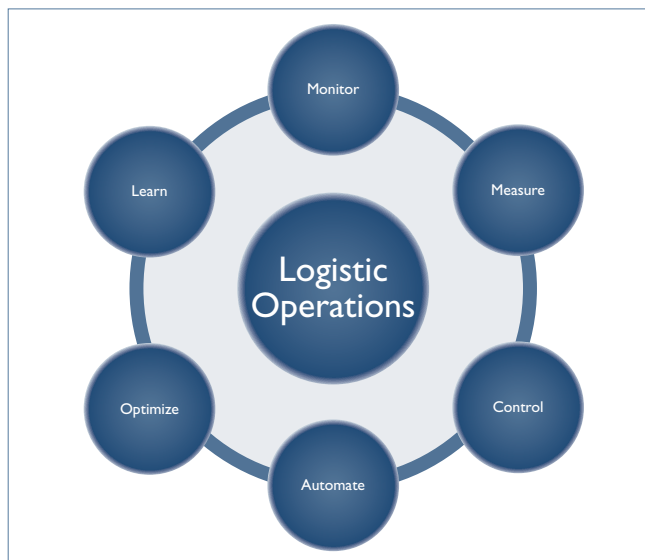 Monitor
Measure
Control
Automate
Optimize
Learn
Logistic
Operations